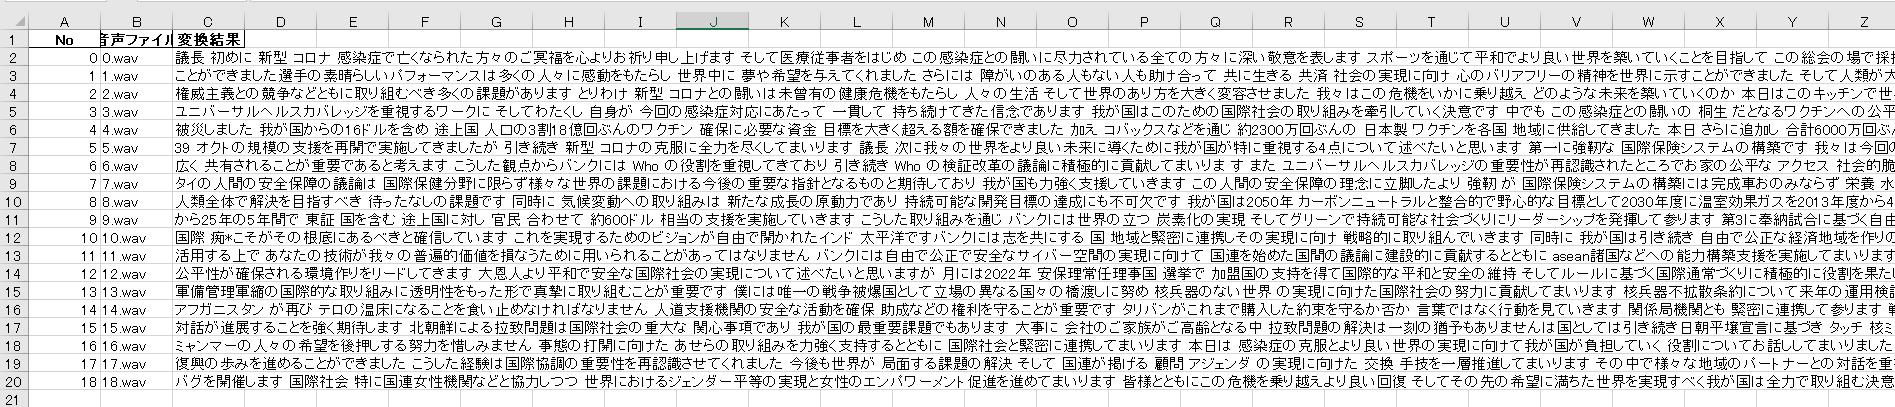 A B C D E F G H I J K L M N O P Q R S T U V W X Y Z
1 No 音声ファイル 変換結果
2 0 0.wav 議長 初めに 新型 コロナ 感染症で亡くなられた方々のご冥福を心よりお祈り申し上げます そして医療従事者をはじめ この感染症との闘いに尽力されている全ての方々に深い敬意を表します スポーツを通じて平和でより良い世界を築いていくことを目指して この総会の場で採択
3 1 1.wav ことができました選手の素晴らしいパフォーマンスは多くの人々に感動をもたらし 世界中に 夢や希望を与えてくれました さらには 障がいのある人もない人も助け合って 共に生きる 共済 社会の実現に向け 心のバリアフリーの精神を世界に示すことができました そして人類が大
4 2 2.wav 権威主義との競争などともに取り組むべき多くの課題があります とりわけ 新型 コロナとの闘いは未曽有の健康危機をもたらし 人々の生活 そして世界のあり方を大きく変容させました 我々はこの危機をいかに乗り越え どのような未来を築いていくのか 本日はこのキッチンで世
5 3 3.wav ユニバーサルヘルスカバレッジを重視するワークに そしてわたくし 自身が 今回の感染症対応にあたって 一貫して 持ち続けてきた信念であります 我が国はこのための国際社会の取り組みを牽引していく決意です 中でも この感染症との闘いの 桐生 だとなるワクチンへの公平
6 4 4.wav 被災しました 我が国からの16ドルを含め 途上国 人口の3割18億回ぶんのワクチン 確保に必要な資金 目標を大きく超える額を確保できました 加え コバックスなどを通じ 約2300万回ぶんの 日本製 ワクチンを各国 地域に供給してきました 本日 さらに追加し 合計6000万回ぶ
7 5 5.wav 39 オクトの規模の支援を再開で実施してきましたが 引き続き 新型 コロナの克服に全力を尽くしてまいります 議長 次に我々の世界をより良い未来に導くために我が国が特に重視する4点について述べたいと思います 第一に強靭な 国際保険システムの構築です 我々は今回の
8 6 6.wav 広く 共有されることが重要であると考えます こうした観点からバンクには Who の役割を重視してきており 引き続き Who の検証改革の議論に積極的に貢献してまいりま す また ユニバーサルヘルスカバレッジの重要性が再認識されたところでお家の公平な アクセス 社会的脆
9 7 7.wav タイの人間の安全保障の議論は 国際保健分野に限らず様々な世界の課題における今後の重要な指針となるものと期待しており 我が国も力強く支援していきます この人間の安全保障の理念に立脚したより 強靭 が 国際保険システムの構築には完成車おのみならず 栄養 水
10 8 8.wav 人類全体で解決を目指すべき 待ったなしの課題です 同時に 気候変動への取り組みは 新たな成長の原動力であり 持続可能な開発目標の達成にも不可欠です 我が国は2050年 カーボンニュートラルと整合的で野心的な目標として2030年度に温室効果ガスを2013年度から4
11 9 9.wav から25年の5年間で 東証 国を含む 途上国に対し 官民 合わせて 約600ドル 相当の支援を実施していきます こうした取り組みを通じ バンクには世界の立つ 炭素化の実現 そしてグリーンで持続可能な社会づくりにリーダーシップを発揮して参ります 第3に奉納試合に基づく自由
12 10 10.wav 国際 痴*こそがその根底にあるべきと確信しています これを実現するためのビジョンが自由で開かれたインド 太平洋ですバンクには志を共にする 国 地域と緊密に連携しその実現に向け 戦略的に取り組んでいきます 同時に 我が国は引き続き 自由で公正な経済地域を作りの
13 11 11.wav 活用する上で あなたの技術が我々の 普遍的価値を損なうために用いられることがあってはなりません バンクには自由で公正で安全なサイバー空間の実現に向けて 国連を始めた国間の議論に建設的に貢献するとともに asean諸国などへの能力構築支援を実施してまいります
14 12 12.wav 公平性が確保される環境作りをリードしてきます 大恩人より平和で安全な国際社会の実現について述べたいと思いますが 月には2022年 安保理常任理事国 選挙で 加盟国の支持を得て国際的な平和と安全の維持 そしてルールに基づく国際通常づくりに積極的に役割を果たし
15 13 13.wav 軍備管理軍縮の国際的な取り組みに透明性をもった形で真摯に取り組むことが重要です 僕には唯一の戦争被爆国として立場の異なる国々の橋渡しに努め 核兵器のない世界 の実現に向けた国際社会の努力に貢献してまいります 核兵器不拡散条約について来年の運用検討
16 14 14.wav アフガニスタン が再び テロの温床になることを食い止めなければなりません 人道支援機関の安全な活動を確保 助成などの権利を守ることが重要です タリバンがこれまで購入した約束を守るか否か 言葉ではなく行動を見ていきます 関係局機関とも 緊密に連携して参ります
17 15 15.wav 対話が進展することを強く期待します 北朝鮮による拉致問題は国際社会の重大な 関心事項であり 我が国の最重要課題でもあります 大事に 会社のご家族がご高齢となる中 拉致問題の解決は一刻の猶予もありませんは国としては引き続き日朝平壌宣言に基づき タッチ 核ミ
18 16 16.wav ミャンマーの人々の希望を後押しする努力を惜しみません 事態の打開に向けた あせらの取り組みを力強く支持するとともに 国際社会と緊密に連携してまいります 本日は 感染症の克服とより良い世界の実現に向けて我が国が負担していく 役割についてお話ししてまいりました
19 17 17.wav 復興の歩みを進めることができました こうした経験は国際協調の重要性を再認識させてくれました 今後も世界が 局面する課題の解決 そして 国連が掲げる 顧問 アジェンダ の実現に向けた 交換 手技を一層推進してまいります その中で様々な地域のパートナーとの対話を重ね
20 18 18.wav バグを開催します 国際社会 特に国連女性機関などと協力しつつ 世界におけるジェンダー平等の実現と女性のエンパワーメント 促進を進めてまいります 皆様とともにこの危機を乗り越えより良い回復 そしてその先の希望に満ちた世界を実現すべく我が国は全力で取り組む決意
21